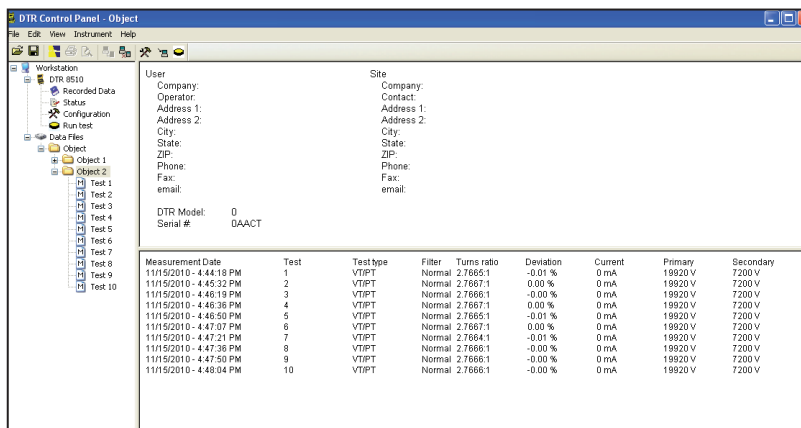 DTR Control Panel - Object
File Edit View Instrument Help
Workstation
DTR 8510
Recorded Data
Status
Configuration
Run test
Data Files
Object
Object 1
Object 2
Test 1
Test 2
Test 3
Test 4
Test 5
Test 6
Test 7
Test 8
Test 9
Test 10
User Site
Company: Company:
Operator: Contact:
Address 1: Address 1:
Address 2: Address 2:
City: City:
State: State:
ZIP: ZIP:
Phone: Phone:
Fax: Fax:
email: email:
DTR Model: 0
Serial #: 0AACT
Measurement Date Test Test type Filter Turns ratio Deviation Current Primary Secondary
11/15/2010 - 4:44:18 PM 1 VT/PT Normal 2.7665:1 -0.01 % 0 mA 19920 V 7200 V
11/15/2010 - 4:45:32 PM 2 VT/PT Normal 2.7667:1 0.00 % 0 mA 19920 V 7200 V
11/15/2010 - 4:46:19 PM 3 VT/PT Normal 2.7666:1 -0.00 % 0 mA 19920 V 7200 V
11/15/2010 - 4:46:36 PM 4 VT/PT Normal 2.7667:1 0.00 % 0 mA 19920 V 7200 V
11/15/2010 - 4:46:50 PM 5 VT/PT Normal 2.7665:1 -0.01 % 0 mA 19920 V 7200 V
11/15/2010 - 4:47:07 PM 6 VT/PT Normal 2.7667:1 0.00 % 0 mA 19920 V 7200 V
11/15/2010 - 4:47:21 PM 7 VT/PT Normal 2.7664:1 -0.01 % 0 mA 19920 V 7200 V
11/15/2010 - 4:47:36 PM 8 VT/PT Normal 2.7666:1 -0.00 % 0 mA 19920 V 7200 V
11/15/2010 - 4:47:50 PM 9 VT/PT Normal 2.7666:1 -0.00 % 0 mA 19920 V 7200 V
11/15/2010 - 4:48:04 PM 10 VT/PT Normal 2.7666:1 -0.00 % 0 mA 19920 V 7200 V